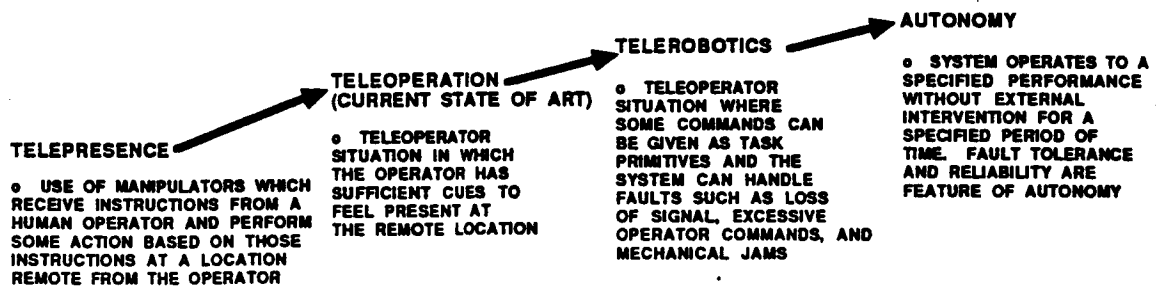 TELEPRESENCE
o USE OF MANIPULATORS WHICH
RECEIVE INSTRUCTIONS FROM A
HUMAN OPERATOR AND PERFORM
SOME ACTION BASED ON THOSE
INSTRUCTIONS AT A LOCATION
REMOTE FROM THE OPERATOR
TELEOPERATION
(CURRENT STATE OF ART)
o TELEOPERATOR
SITUATION IN WHICH
THE OPERATOR HAS
SUFFICIENT CUES TO
FEEL PRESENT AT
THE REMOTE LOCATION
TELEROBOTICS
o TELEOPERATOR
SITUATION WHERE
SOME COMMANDS CAN
BE GIVEN AS TASK
PRIMITIVES AND THE
SYSTEM CAN HANDLE
FAULTS SUCH AS LOSS
OF SIGNAL, EXCESSIVE
OPERATOR COMMANDS, AND
MECHANICAL JAMS
AUTONOMY
o SYSTEM OPERATES TO A
SPECIFIED PERFORMANCE
WITHOUT EXTERNAL
INTERVENTION FOR A
SPECIFIED PERIOD OF
TIME. FAULT TOLERANCE
AND RELIABILITY ARE
FEATURE OF AUTONOMY